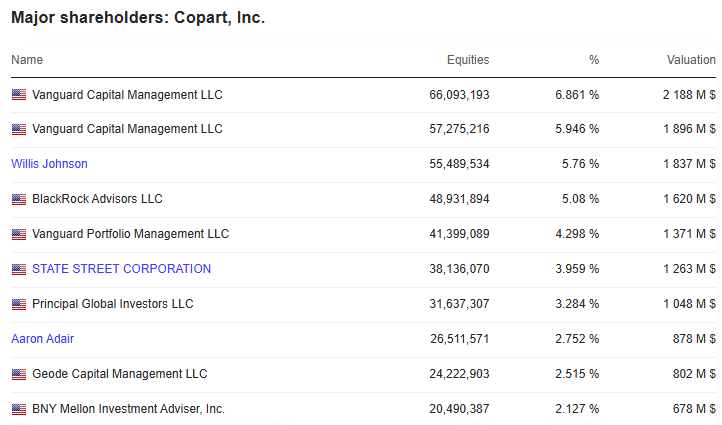 Major shareholders: Copart, Inc.
Name Equities % Valuation
Vanguard Capital Management LLC 66,093,193 6.861 % 2 188 M $
Vanguard Capital Management LLC 57,275,216 5.946 % 1 896 M $
Willis Johnson 55,489,534 5.76 % 1 837 M $
BlackRock Advisors LLC 48,931,894 5.08 % 1 620 M $
Vanguard Portfolio Management LLC 41,399,089 4.298 % 1 371 M $
STATE STREET CORPORATION 38,136,070 3.959 % 1 263 M $
Principal Global Investors LLC 31,637,307 3.284 % 1 048 M $
Aaron Adair 26,511,571 2.752 % 878 M $
Geode Capital Management LLC 24,222,903 2.515 % 802 M $
BNY Mellon Investment Adviser, Inc. 20,490,387 2.127 % 678 M $